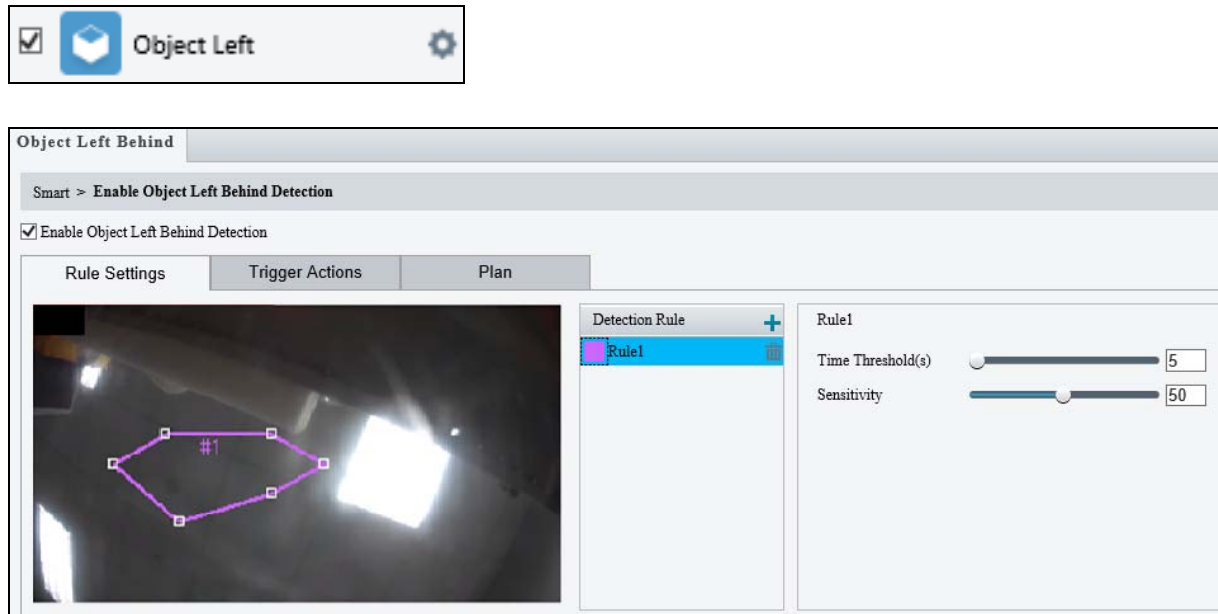 Object Left
Object Left Behind
Smart > Enable Object Left Behind Detection
Enable Object Left Behind Detection
Rule Settings Trigger Actions Plan
Detection Rule + Rule1
#1 Rule1 Time Threshold(s) 5
Sensitivity 50